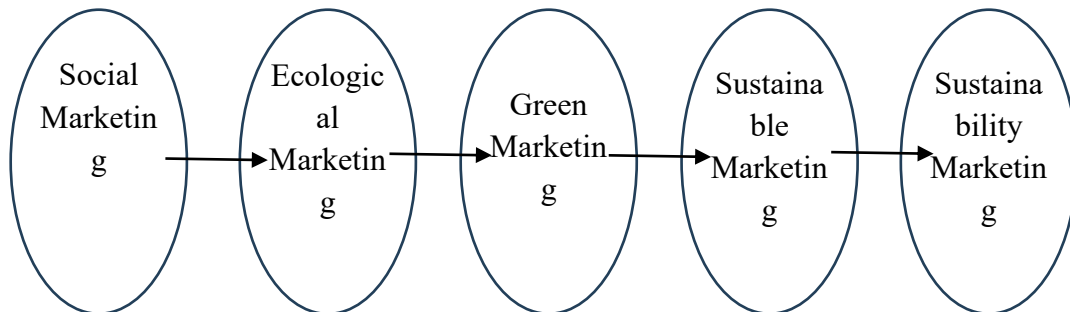 Social
Marketin
g
Ecologic
al
Marketin
g
Green
Marketin
g
Sustaina
ble
Marketin
g
Sustaina
bility
Marketin
g